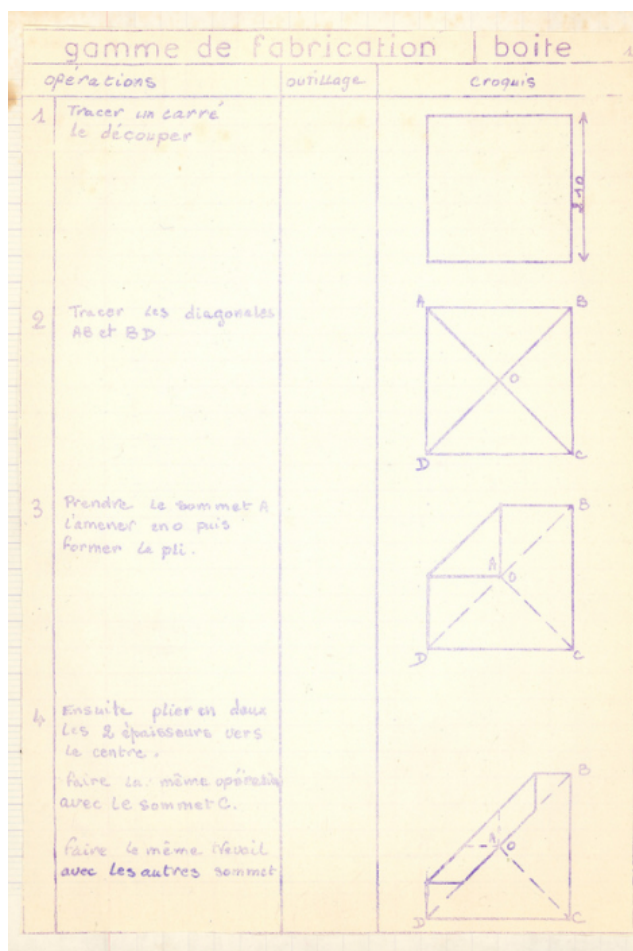 gamme de fabrication | boite
opérations outillage croquis
1 Tracer un carré
le découper
210
2 Tracer les diagonales
AB et BD
A B
O
D C
3 Prendre le sommet A
l'amener en o puis
former le pli.
B
A O
D C
4 Ensuite plier en deux
les 2 épaisseurs vers
le centre.
faire la même opératio
avec le sommet C.
faire le même travail
avec les autres sommet
B
A O
D C